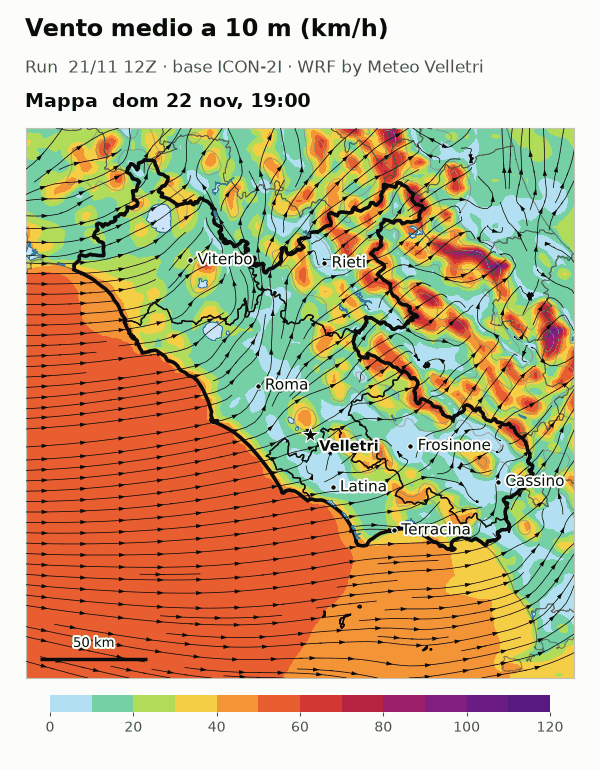 Vento medio a 10 m (km/h)
Run  21/11 12Z · base ICON-2I · WRF by Meteo Velletri
Mappa  dom 22 nov, 19:00
Viterbo
Rieti
Roma
Velletri
Frosinone
Latina
Cassino
Terracina
50 km
0 20 40 60 80 100 120